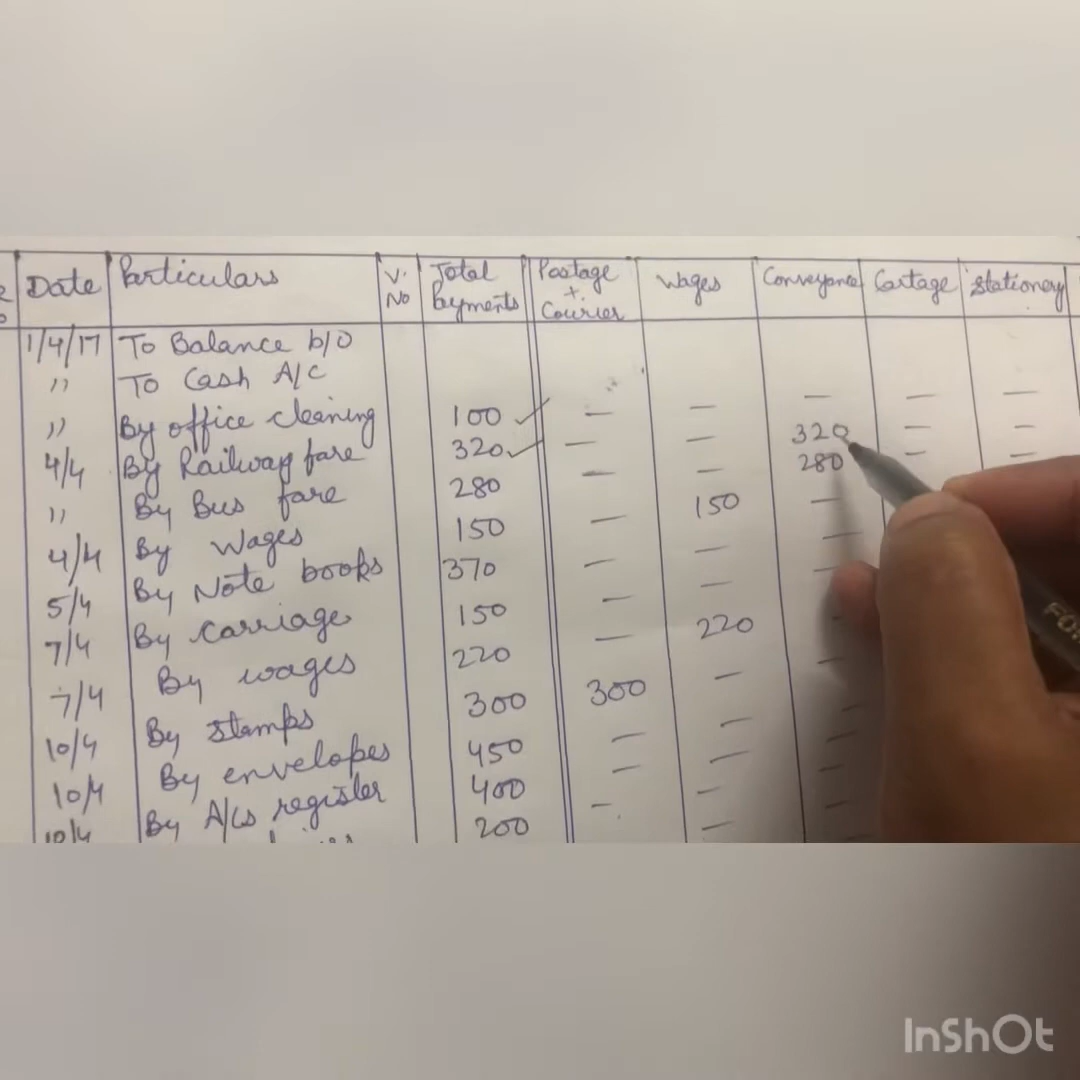 Date Particulars V. No Total Payments Postage + Courier Wages Conveyance Cartage Stationery
1/4/17 To Balance b/d
" To Cash A/C
" By office cleaning 100 ✓ — — — — —
4/4 By Railway fare 320 ✓ — — 320 — —
" By Bus fare 280 — — 280 — —
4/4 By Wages 150 — 150 —
5/4 By Note books 370 — — —
7/4 By Carriage 150 — — —
7/4 By wages 220 — 220 -
10/4 By stamps 300 300 — —
10/4 By envelopes 450 — — —
10/4 By A/cs register 400 — — —
200 — — —
FO
InShOt